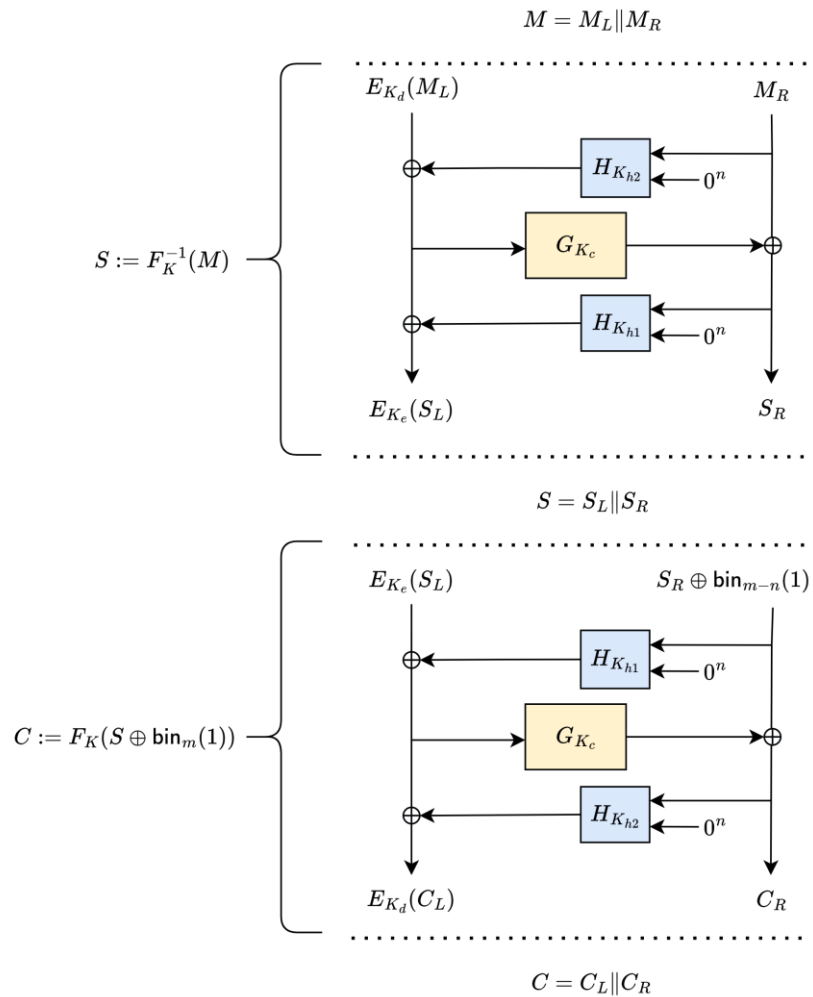 M = M_L∥M_R
E_{K_d}(M_L) M_R
H_{K_{h2}} 0^n
S := F_K^{-1}(M) G_{K_c}
H_{K_{h1}} 0^n
E_{K_e}(S_L) S_R
S = S_L∥S_R
E_{K_e}(S_L) S_R ⊕ bin_{m−n}(1)
H_{K_{h1}} 0^n
C := F_K(S ⊕ bin_m(1)) G_{K_c}
H_{K_{h2}} 0^n
E_{K_d}(C_L) C_R
C = C_L∥C_R